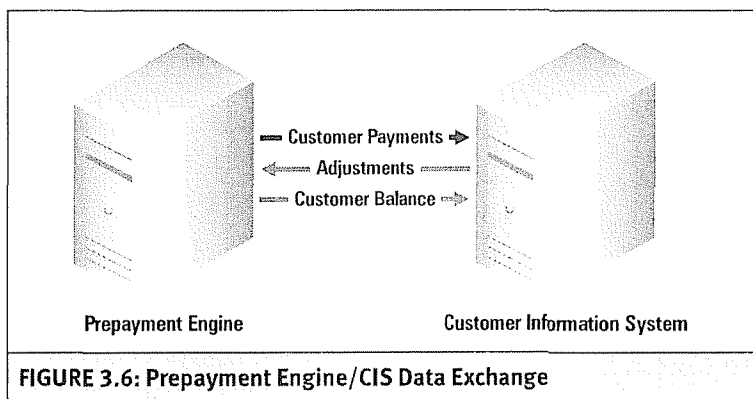 Customer Payments
Adjustments
Customer Balance
Prepayment Engine
Customer Information System
FIGURE 3.6: Prepayment Engine/CIS Data Exchange